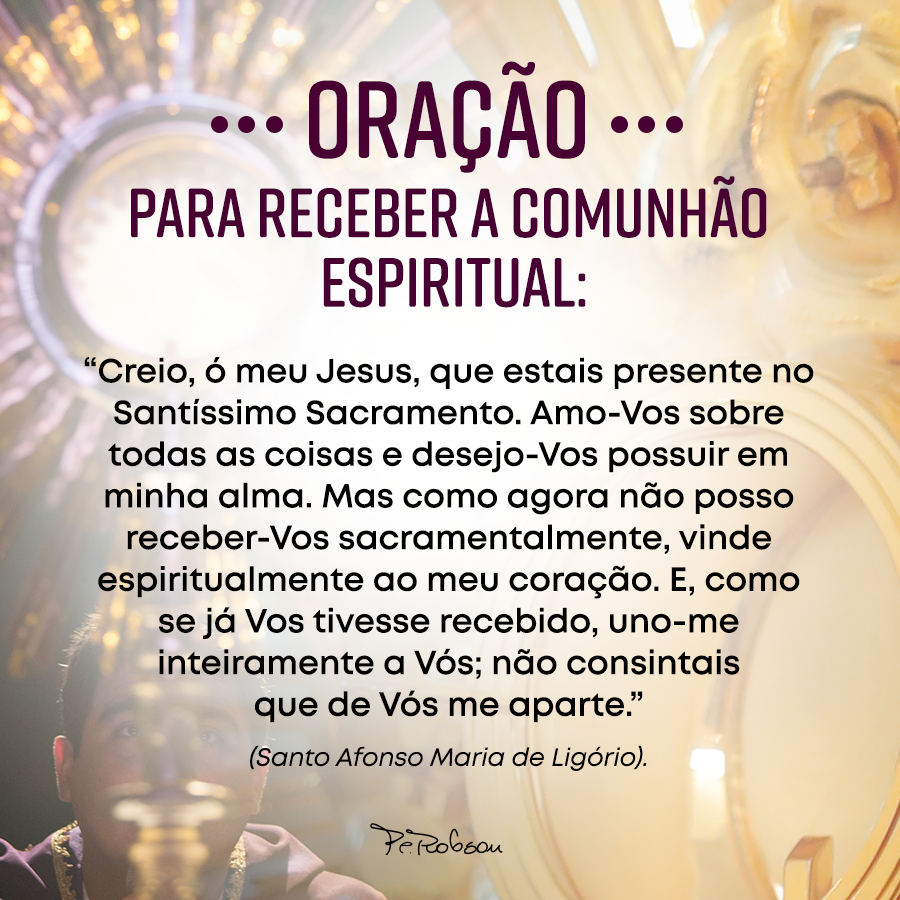 ••• ORAÇÃO •••
PARA RECEBER A COMUNHÃO
ESPIRITUAL:
“Creio, ó meu Jesus, que estais presente no
Santíssimo Sacramento. Amo-Vos sobre
todas as coisas e desejo-Vos possuir em
minha alma. Mas como agora não posso
receber-Vos sacramentalmente, vinde
espiritualmente ao meu coração. E, como
se já Vos tivesse recebido, uno-me
inteiramente a Vós; não consintais
que de Vós me aparte.”
(Santo Afonso Maria de Ligório).
Pe. Robson